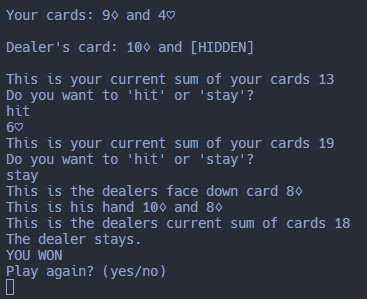 Your cards: 9◊ and 4♡
Dealer's card: 10◊ and [HIDDEN]
This is your current sum of your cards 13
Do you want to 'hit' or 'stay'?
hit
6♡
This is your current sum of your cards 19
Do you want to 'hit' or 'stay'?
stay
This is the dealers face down card 8◊
This is his hand 10◊ and 8◊
This is the dealers current sum of cards 18
The dealer stays.
YOU WON
Play again? (yes/no)